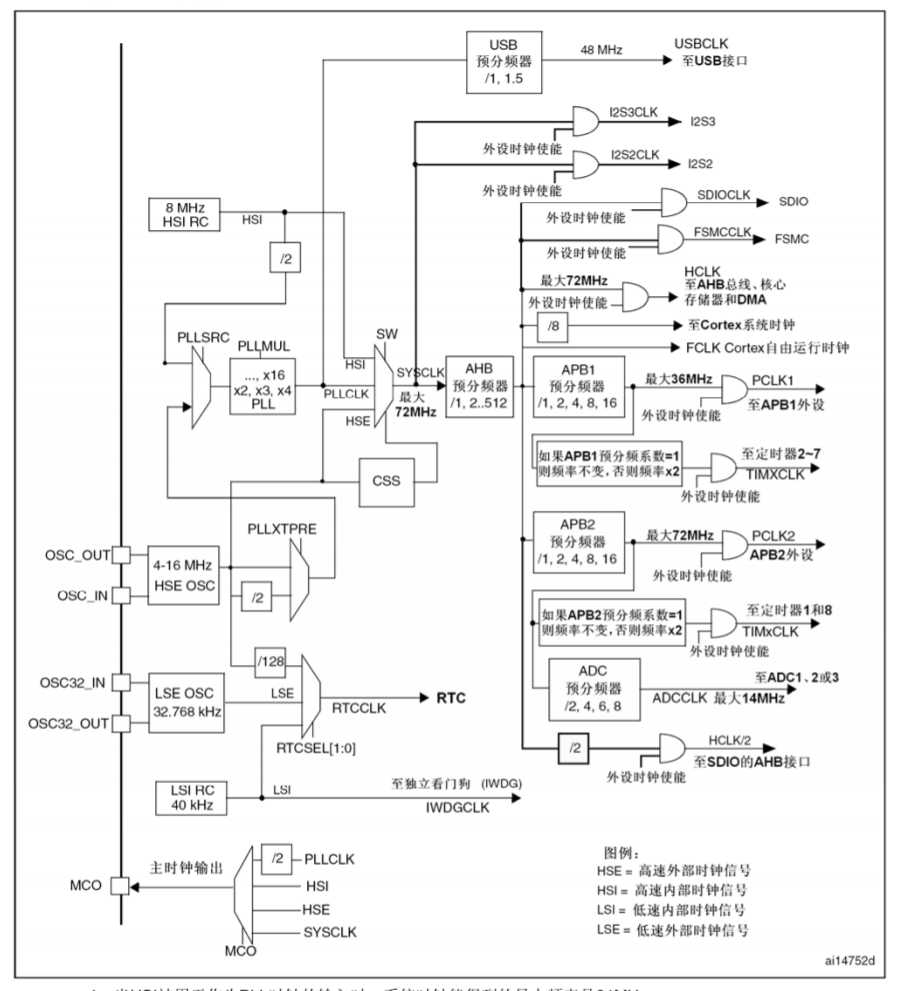 USB
预分频器
/1, 1.5
48 MHz
USBCLK
至USB接口
I2S3CLK
I2S3
外设时钟使能
I2S2CLK
I2S2
外设时钟使能
8 MHz
HSI RC
HSI
/2
SDIOCLK
SDIO
外设时钟使能
FSMCCLK
FSMC
外设时钟使能
最大72MHz
外设时钟使能
HCLK
至AHB总线、核心
存储器和DMA
/8
至Cortex系统时钟
FCLK Cortex自由运行时钟
PLLSRC
PLLMUL
..., x16
x2, x3, x4
PLL
SW
HSI
PLLCLK
HSE
SYSCLK
最大
72MHz
AHB
预分频器
/1, 2..512
APB1
预分频器
/1, 2, 4, 8, 16
最大36MHz
PCLK1
至APB1外设
外设时钟使能
CSS
如果APB1预分频系数=1
则频率不变,否则频率x2
至定时器2~7
TIMXCLK
外设时钟使能
PLLXTPRE
OSC_OUT
OSC_IN
4-16 MHz
HSE OSC
/2
APB2
预分频器
/1, 2, 4, 8, 16
最大72MHz
PCLK2
APB2外设
外设时钟使能
如果APB2预分频系数=1
则频率不变,否则频率x2
至定时器1和8
TIMxCLK
外设时钟使能
/128
OSC32_IN
OSC32_OUT
LSE OSC
32.768 kHz
LSE
RTCCLK
RTC
RTCSEL[1:0]
ADC
预分频器
/2, 4, 6, 8
至ADC1、2或3
ADCCLK 最大14MHz
/2
HCLK/2
至SDIO的AHB接口
外设时钟使能
LSI RC
40 kHz
LSI
至独立看门狗 (IWDG)
IWDGCLK
MCO
主时钟输出
/2
PLLCLK
HSI
HSE
SYSCLK
MCO
图例:
HSE = 高速外部时钟信号
HSI = 高速内部时钟信号
LSI = 低速内部时钟信号
LSE = 低速外部时钟信号
ai14752d